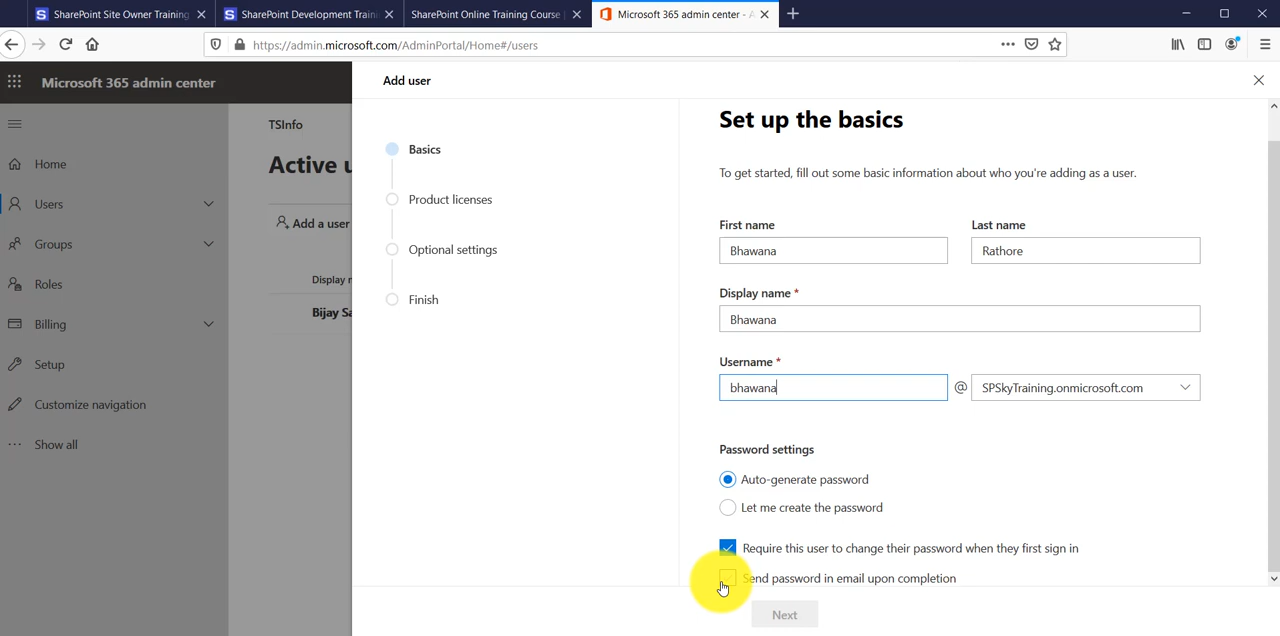 SharePoint Site Owner Training
SharePoint Development Traini
SharePoint Online Training Course
Microsoft 365 admin center - A
https://admin.microsoft.com/AdminPortal/Home#/users
Microsoft 365 admin center
Home
Users
Groups
Roles
Billing
Setup
Customize navigation
Show all
TSInfo
Active u
Add a user
Display n
Bijay Sa
Add user
Basics
Product licenses
Optional settings
Finish
Set up the basics
To get started, fill out some basic information about who you're adding as a user.
First name
Last name
Bhawana
Rathore
Display name *
Bhawana
Username *
bhawana @ SPSkyTraining.onmicrosoft.com
Password settings
Auto-generate password
Let me create the password
Require this user to change their password when they first sign in
Send password in email upon completion
Next